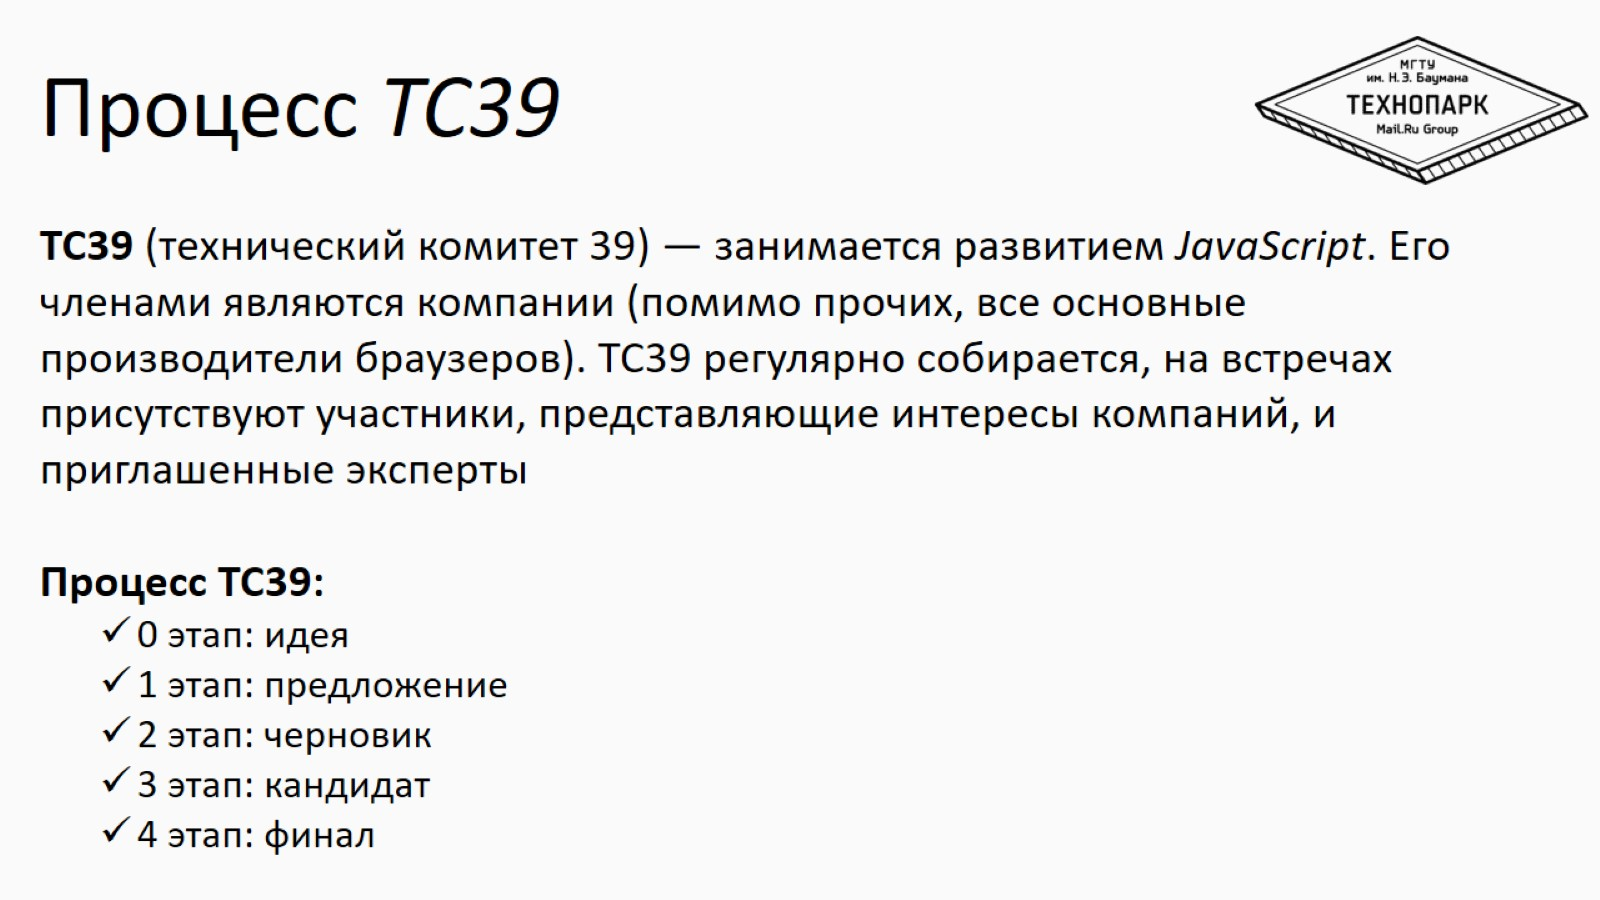 Процесс TC39
МГТУ
им. Н.Э. Баумана
ТЕХНОПАРК
Mail.Ru Group
TC39 (технический комитет 39) — занимается развитием JavaScript. Его
членами являются компании (помимо прочих, все основные
производители браузеров). TC39 регулярно собирается, на встречах
присутствуют участники, представляющие интересы компаний, и
приглашенные эксперты
Процесс TC39:
✓ 0 этап: идея
✓ 1 этап: предложение
✓ 2 этап: черновик
✓ 3 этап: кандидат
✓ 4 этап: финал